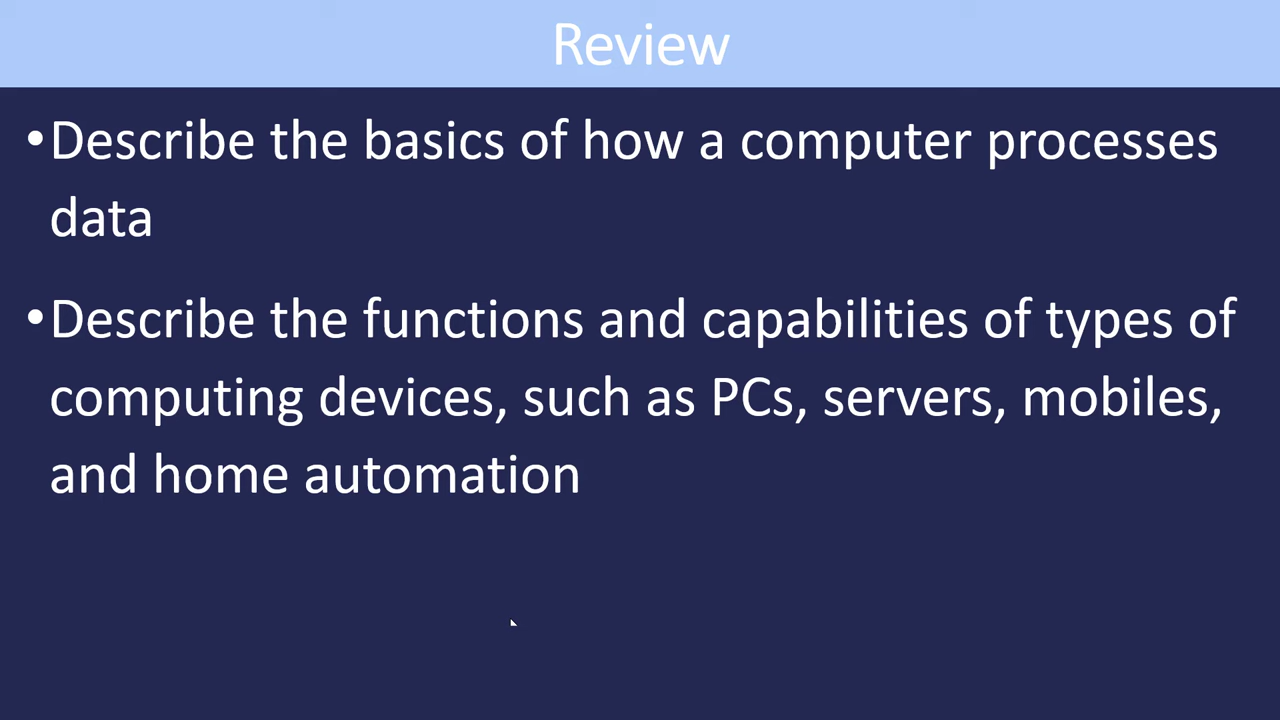 Review
•Describe the basics of how a computer processes
data
•Describe the functions and capabilities of types of
computing devices, such as PCs, servers, mobiles,
and home automation